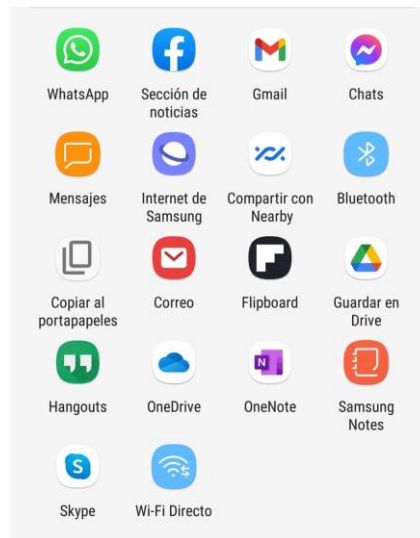 WhatsApp
Sección de
noticias
Gmail
Chats
Mensajes
Internet de
Samsung
Compartir con
Nearby
Bluetooth
Copiar al
portapapeles
Correo
Flipboard
Guardar en
Drive
Hangouts
OneDrive
N
OneNote
Samsung
Notes
S
Skype
Wi-Fi Directo